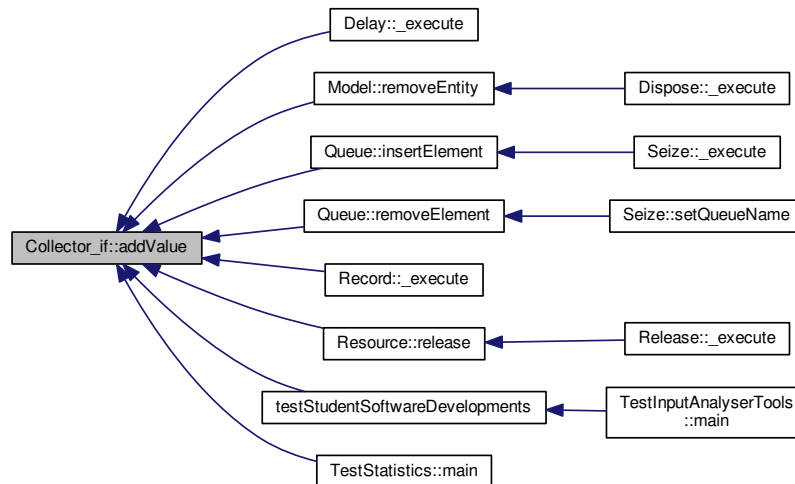 Delay::_execute
Model::removeEntity
Dispose::_execute
Queue::insertElement
Seize::_execute
Queue::removeElement
Seize::setQueueName
Collector_if::addValue
Record::_execute
Resource::release
Release::_execute
testStudentSoftwareDevelopments
TestInputAnalyserTools
::main
TestStatistics::main